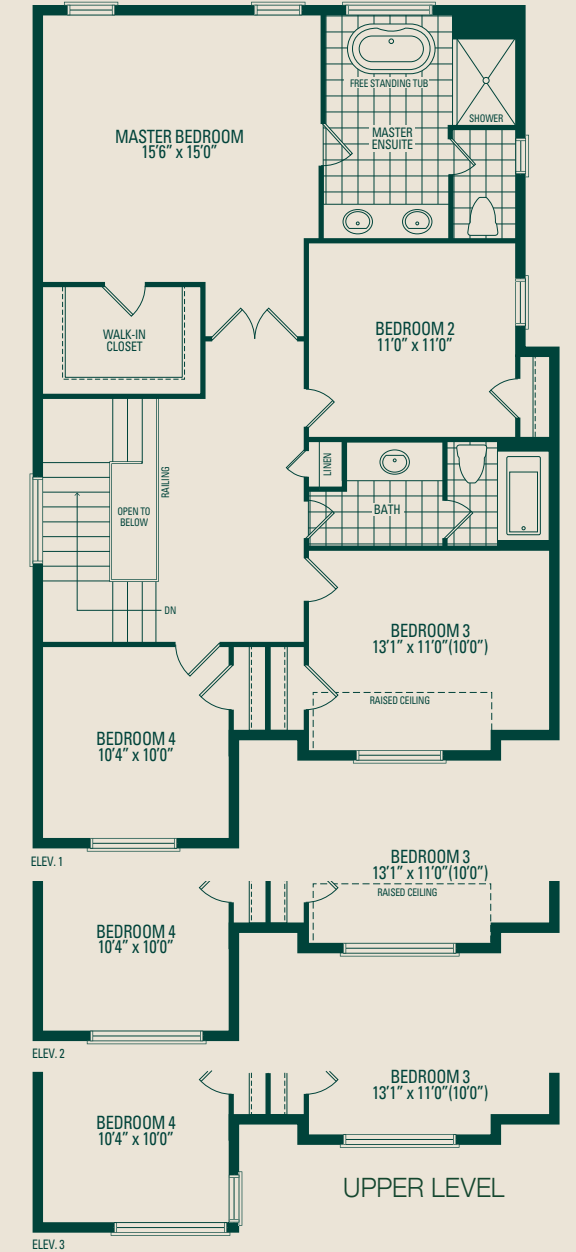 FREE STANDING TUB
SHOWER
MASTER BEDROOM
15'6" x 15'0"
MASTER
ENSUITE
WALK-IN
CLOSET
BEDROOM 2
11'0" x 11'0"
LINEN
RAILING
OPEN TO
BELOW
BATH
DN
BEDROOM 3
13'1" x 11'0"(10'0")
RAISED CEILING
BEDROOM 4
10'4" x 10'0"
ELEV. 1
BEDROOM 3
13'1" x 11'0"(10'0")
RAISED CEILING
BEDROOM 4
10'4" x 10'0"
ELEV. 2
BEDROOM 3
13'1" x 11'0"(10'0")
BEDROOM 4
10'4" x 10'0"
UPPER LEVEL
ELEV. 3